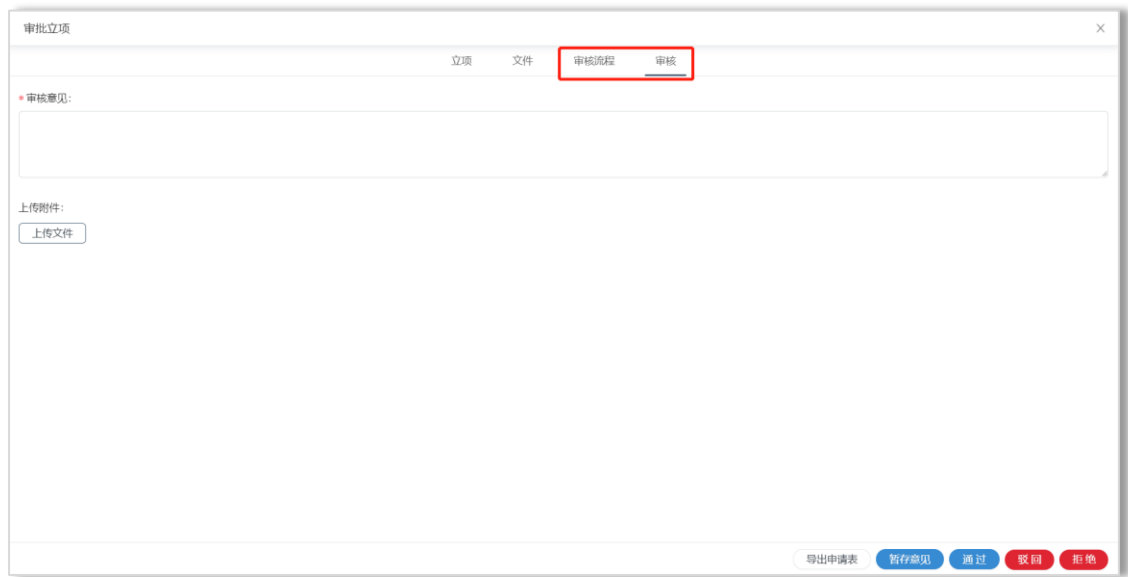 审批立项
立项 文件 审核流程 审核
* 审核意见:
上传附件:
上传文件
导出申请表 暂存意见 通过 驳回 拒绝